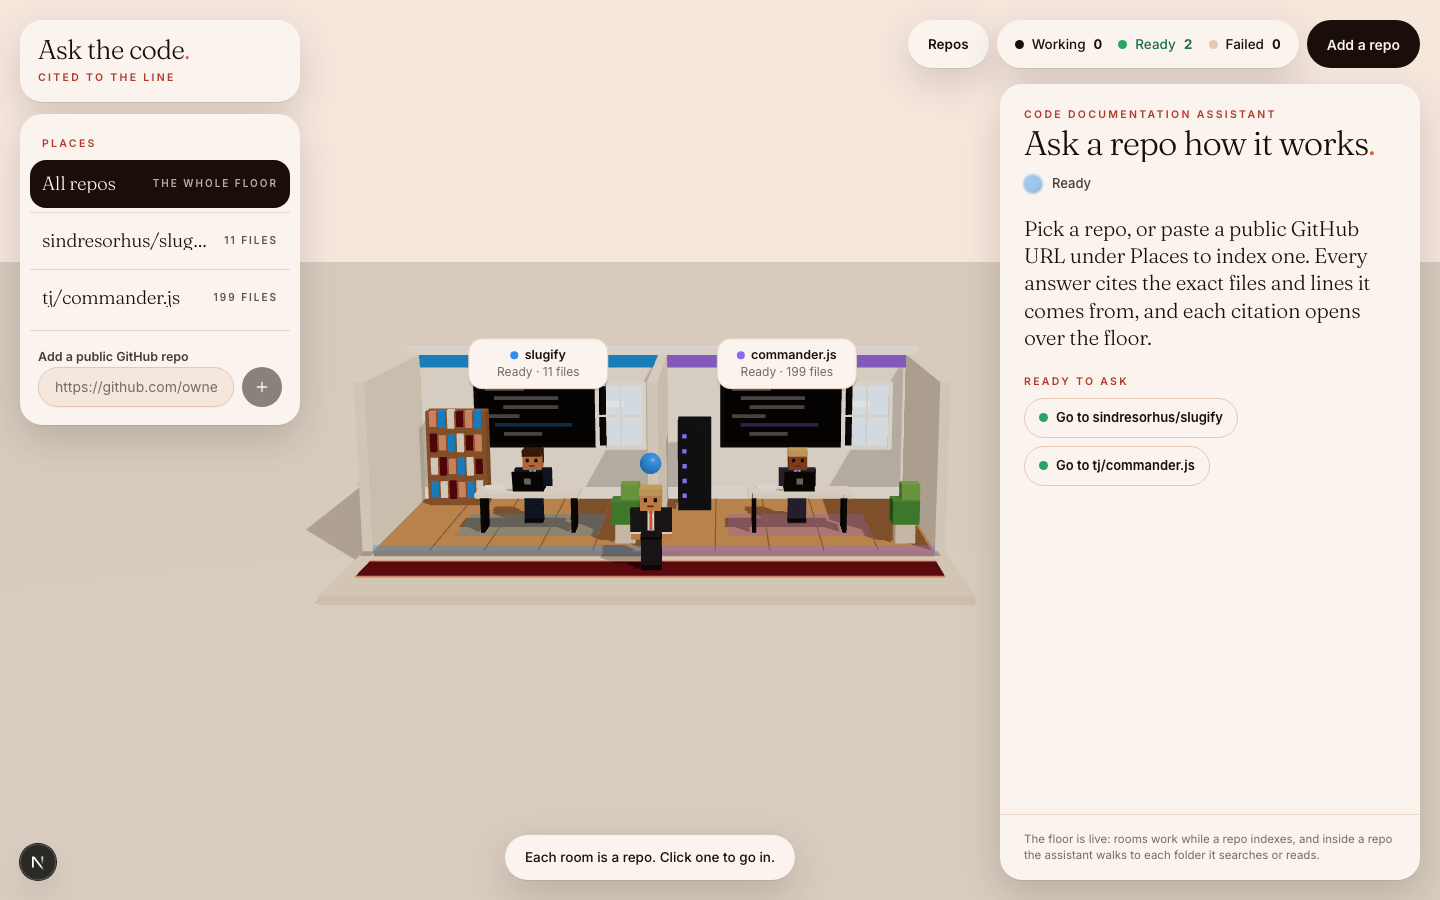 Ask the code.
CITED TO THE LINE
PLACES
All repos THE WHOLE FLOOR
sindresorhus/slug... 11 FILES
tj/commander.js 199 FILES
Add a public GitHub repo
https://github.com/owne +
Repos
Working 0 Ready 2 Failed 0
Add a repo
slugify
Ready · 11 files
commander.js
Ready · 199 files
Each room is a repo. Click one to go in.
CODE DOCUMENTATION ASSISTANT
Ask a repo how it works.
Ready
Pick a repo, or paste a public GitHub
URL under Places to index one. Every
answer cites the exact files and lines it
comes from, and each citation opens
over the floor.
READY TO ASK
Go to sindresorhus/slugify
Go to tj/commander.js
The floor is live: rooms work while a repo indexes, and inside a repo
the assistant walks to each folder it searches or reads.
N